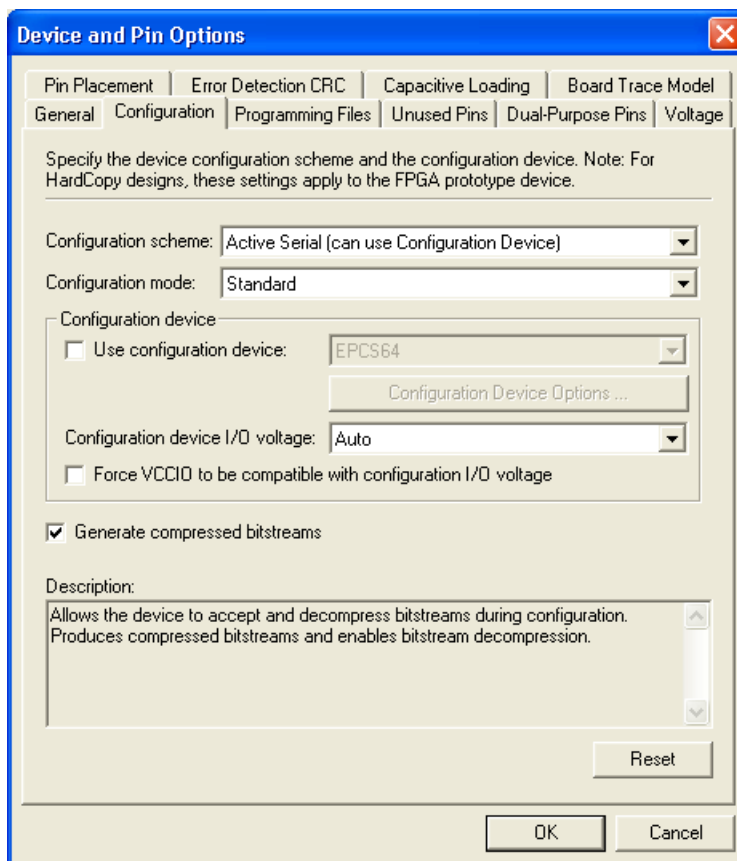 Device and Pin Options
Pin Placement Error Detection CRC Capacitive Loading Board Trace Model
General Configuration Programming Files Unused Pins Dual-Purpose Pins Voltage
Specify the device configuration scheme and the configuration device. Note: For
HardCopy designs, these settings apply to the FPGA prototype device.
Configuration scheme: Active Serial (can use Configuration Device)
Configuration mode: Standard
Configuration device
Use configuration device: EPCS64
Configuration Device Options ...
Configuration device I/O voltage: Auto
Force VCCIO to be compatible with configuration I/O voltage
Generate compressed bitstreams
Description:
Allows the device to accept and decompress bitstreams during configuration.
Produces compressed bitstreams and enables bitstream decompression.
Reset
OK Cancel